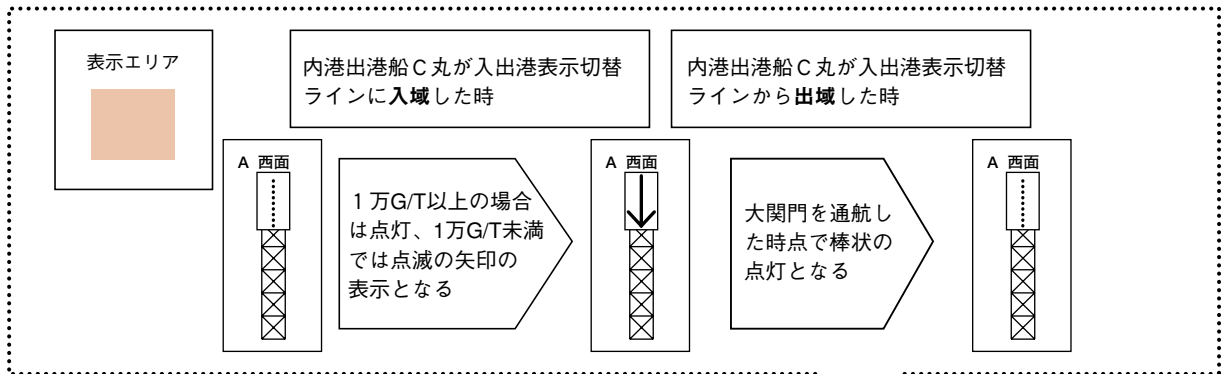 表示エリア
内港出港船C丸が入出港表示切替
ラインに入域した時
内港出港船C丸が入出港表示切替
ラインから出域した時
A 西面
１万G/T以上の場合
は点灯、1万G/T未満
では点滅の矢印の
表示となる
A 西面
大関門を通航し
た時点で棒状の
点灯となる
A 西面